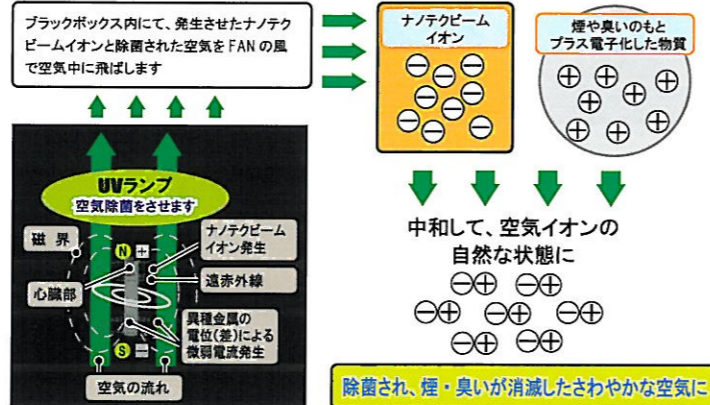 ブラックボックス内にて、発生させたナノテク
ビームイオンと除菌された空気をFANの風
で空気中に飛ばします
ナノテクビーム
イオン
煙や臭いのもと
プラス電子化した物質
UVランプ
空気除菌をさせます
磁 界
N
ナノテクビーム
イオン発生
心臓部
遠赤外線
異種金属の
電位(差)による
微弱電流発生
S
空気の流れ
中和して、空気イオンの
自然な状態に
除菌され、煙・臭いが消滅したさわやかな空気に